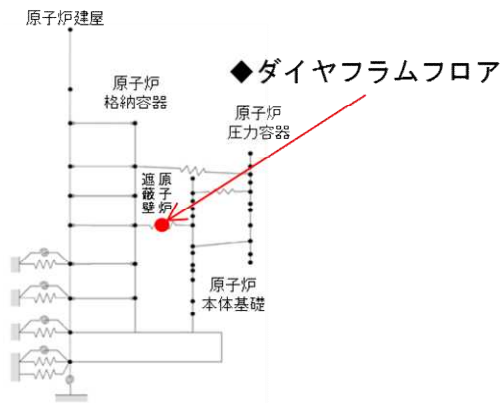 原子炉建屋
◆ダイヤフラムフロア
原子炉
格納容器
原子炉
圧力容器
原子炉
遮蔽壁
原子炉
本体基礎